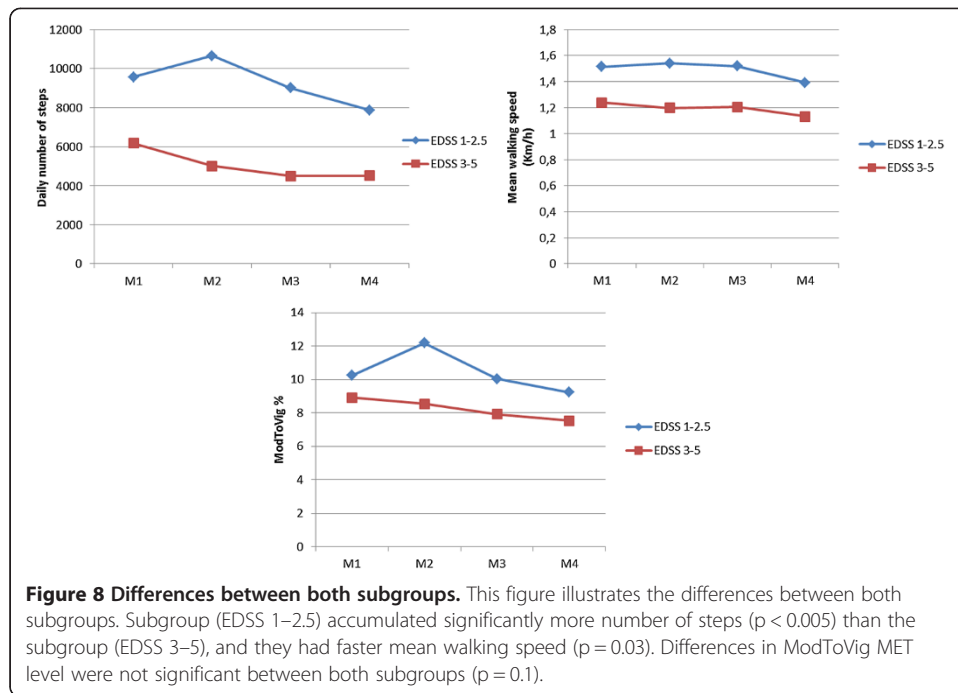 12000
10000
8000
6000
4000
2000
0
Daily number of steps
M1 M2 M3 M4
EDSS 1-2.5
EDSS 3-5
1,8
1,6
1,4
1,2
1
0,8
0,6
0,4
0,2
0
Mean walking speed
(Km/h)
M1 M2 M3 M4
EDSS 1-2.5
EDSS 3-5
14
12
10
8
6
4
2
0
ModToVig %
M1 M2 M3 M4
EDSS 1-2.5
EDSS 3-5
Figure 8 Differences between both subgroups. This figure illustrates the differences between both
subgroups. Subgroup (EDSS 1–2.5) accumulated significantly more number of steps (p < 0.005) than the
subgroup (EDSS 3–5), and they had faster mean walking speed (p = 0.03). Differences in ModToVig MET
level were not significant between both subgroups (p = 0.1).